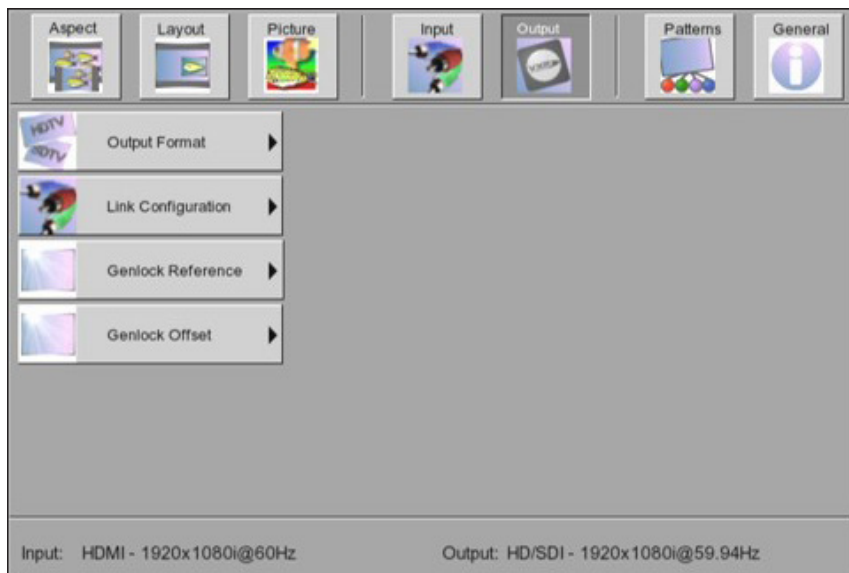 Aspect
Layout
Picture
Input
Output
Patterns
General
HDTV
SDTV
Output Format
Link Configuration
Genlock Reference
Genlock Offset
Input: HDMI - 1920x1080i@60Hz
Output: HD/SDI - 1920x1080i@59.94Hz